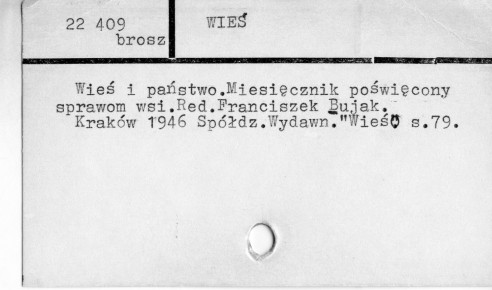 22 409
brosz
WIEŚ
Wieś i państwo.Miesięcznik poświęcony
sprawom wsi.Red.Franciszek Bujak.
Kraków 1946 Spółdz.Wydawn."Wieś" s.79.